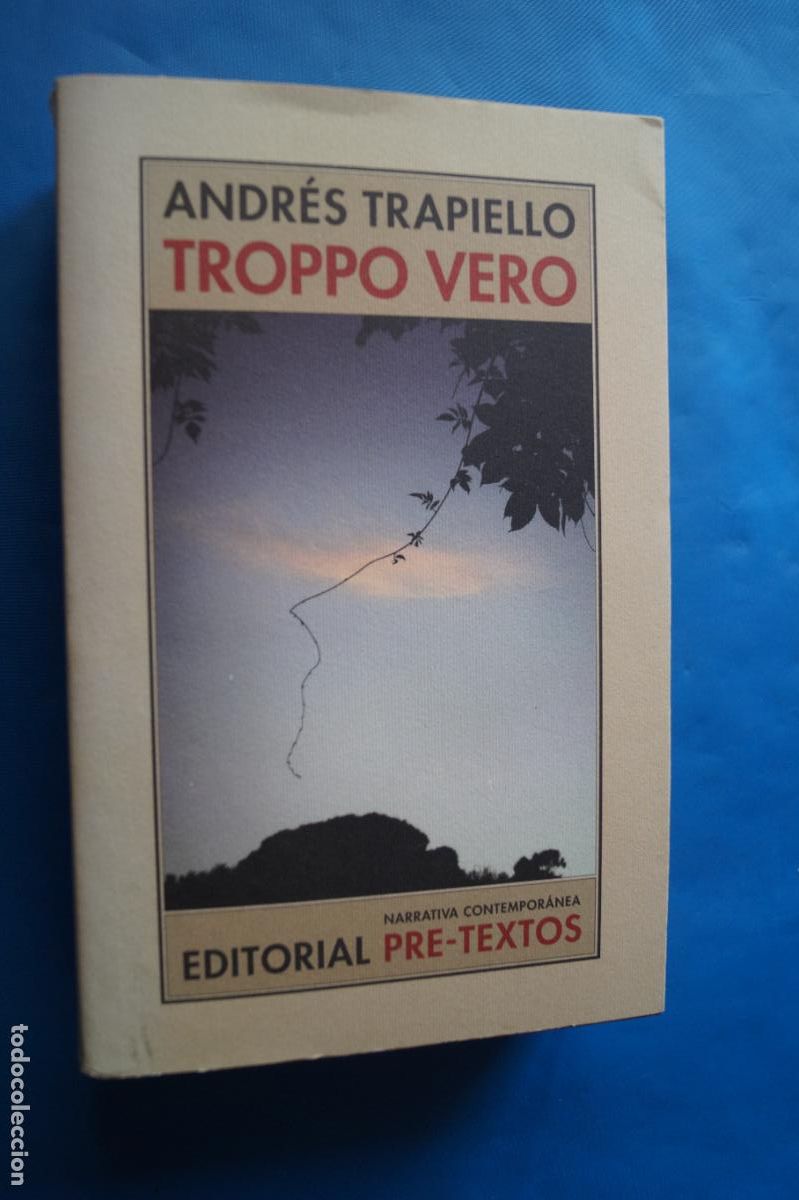 ANDRÉS TRAPIELLO
TROPPO VERO
NARRATIVA CONTEMPORÁNEA
EDITORIAL PRE-TEXTOS
todocoleccion